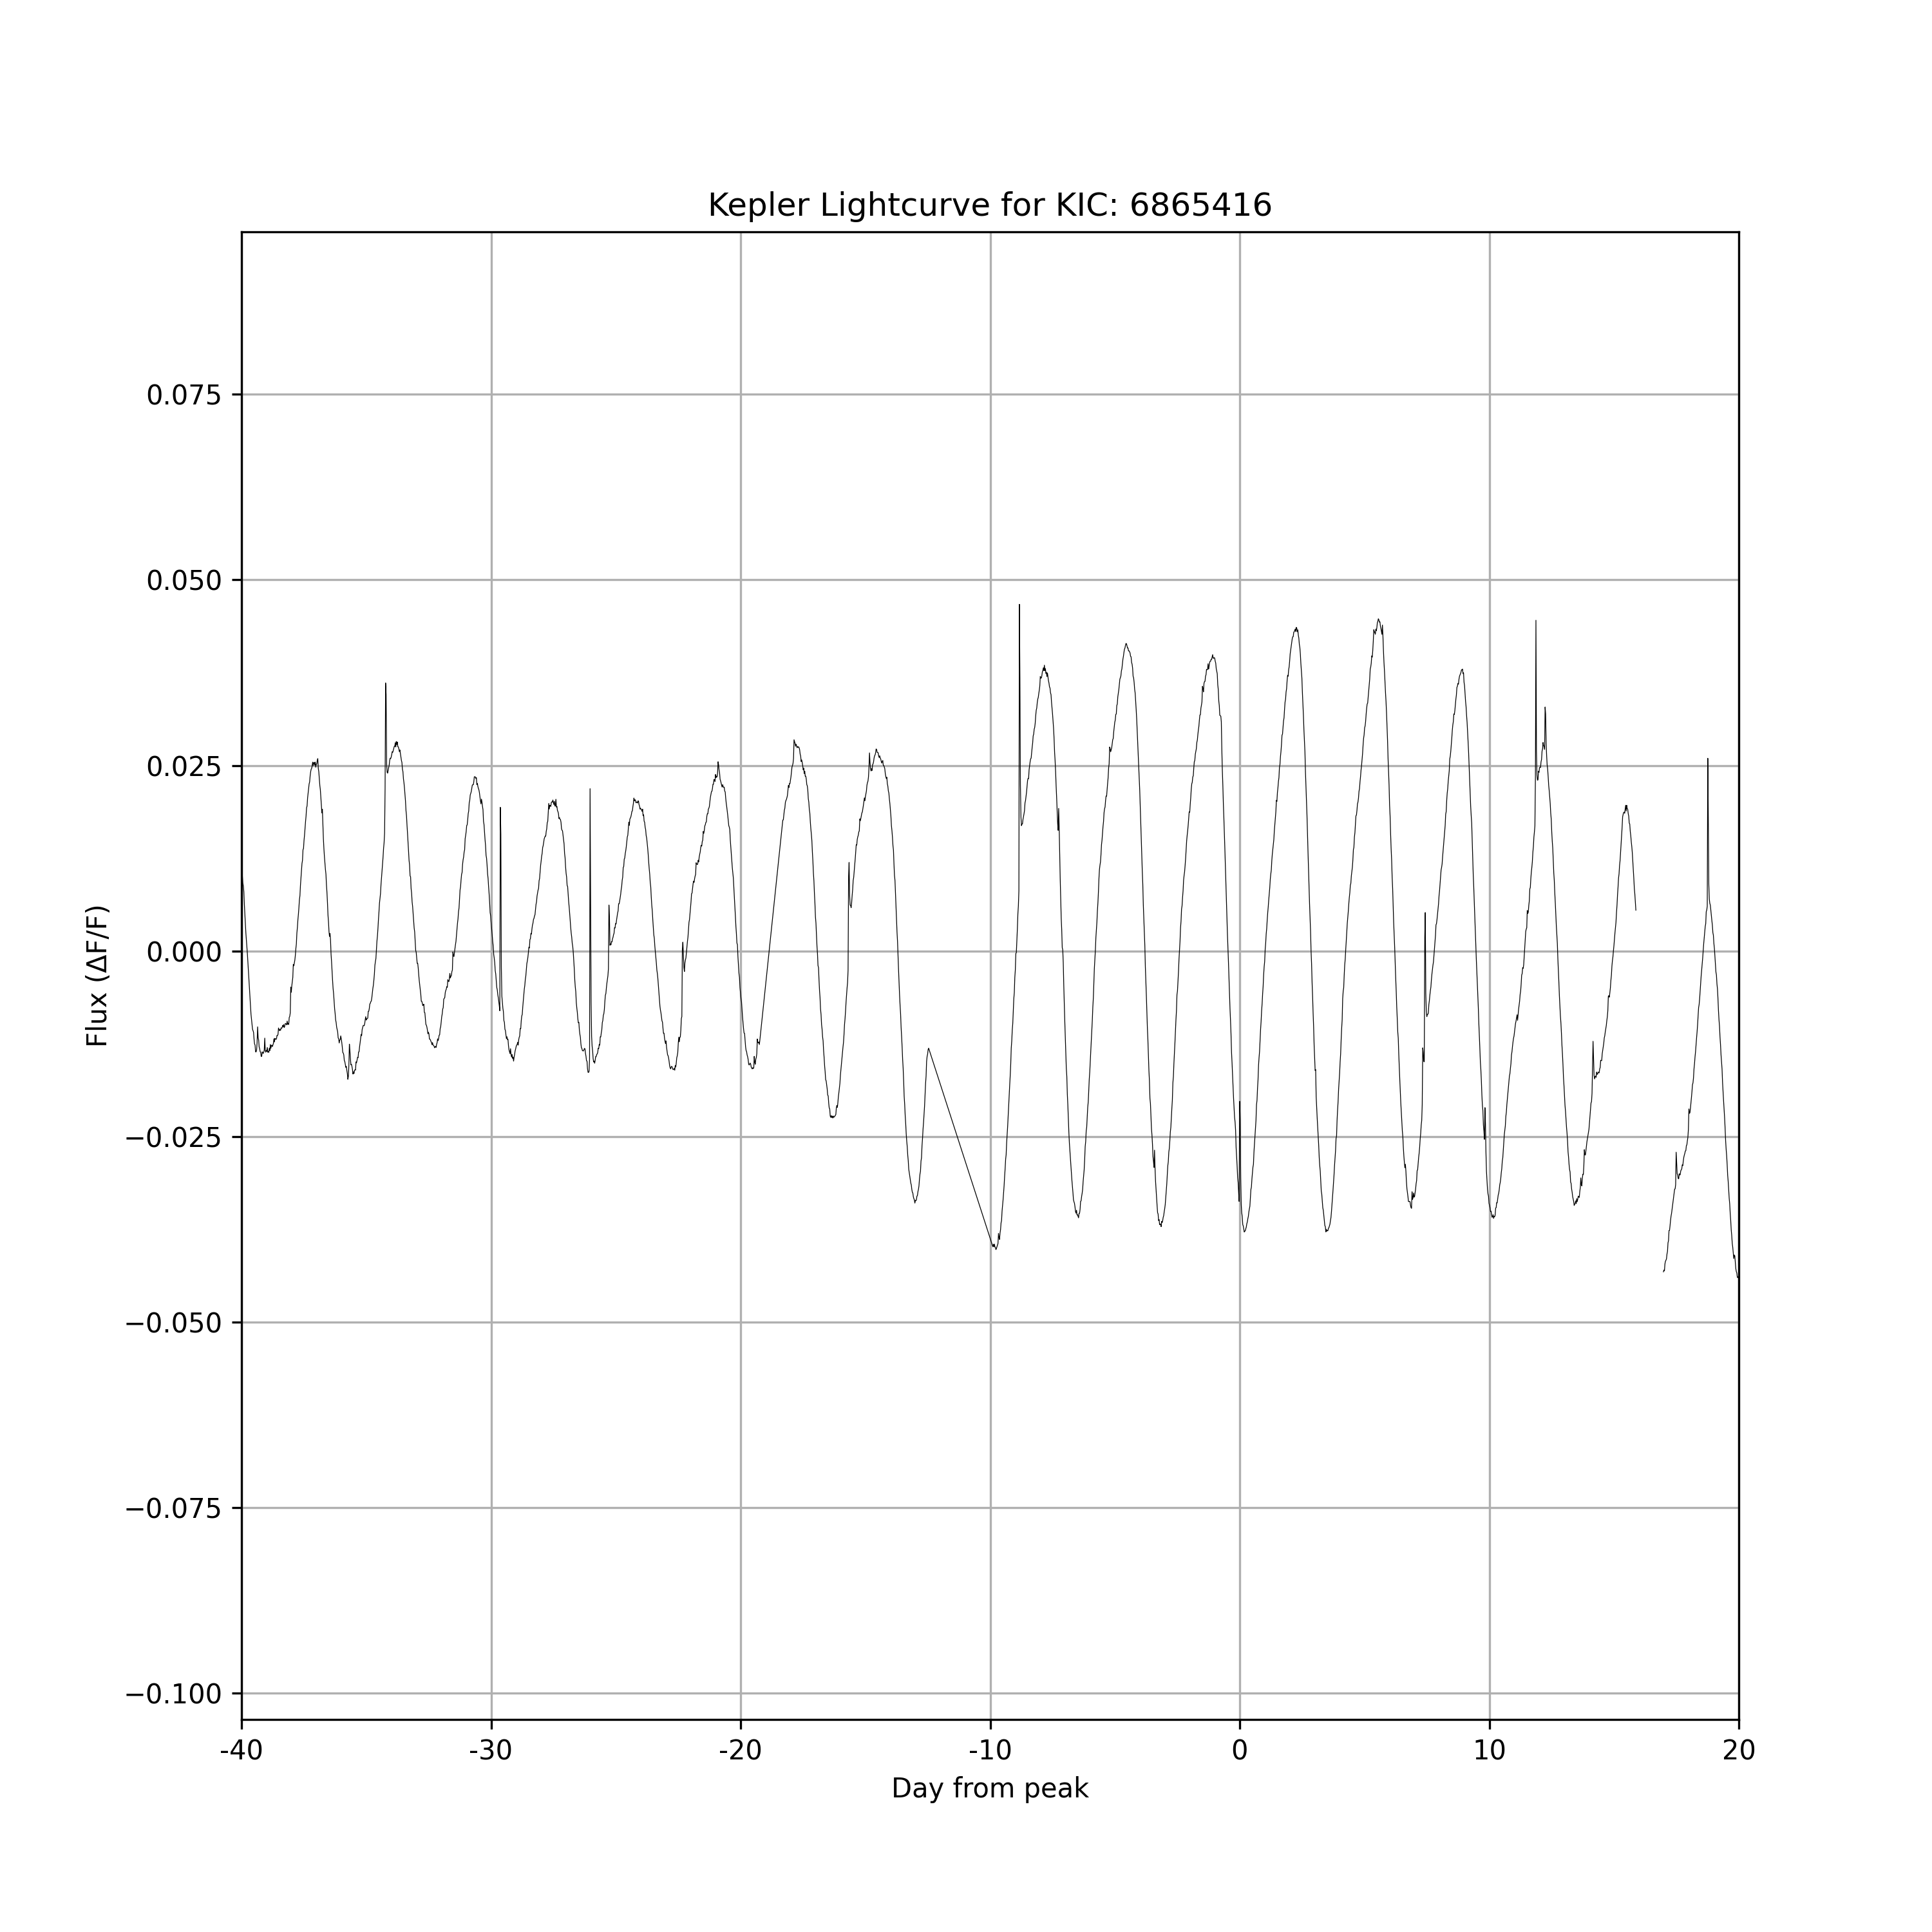 Kepler Lightcurve for KIC: 6865416
0.075
0.050
0.025
0.000
−0.025
−0.050
−0.075
−0.100
Flux (ΔF/F)
-40 -30 -20 -10 0 10 20
Day from peak